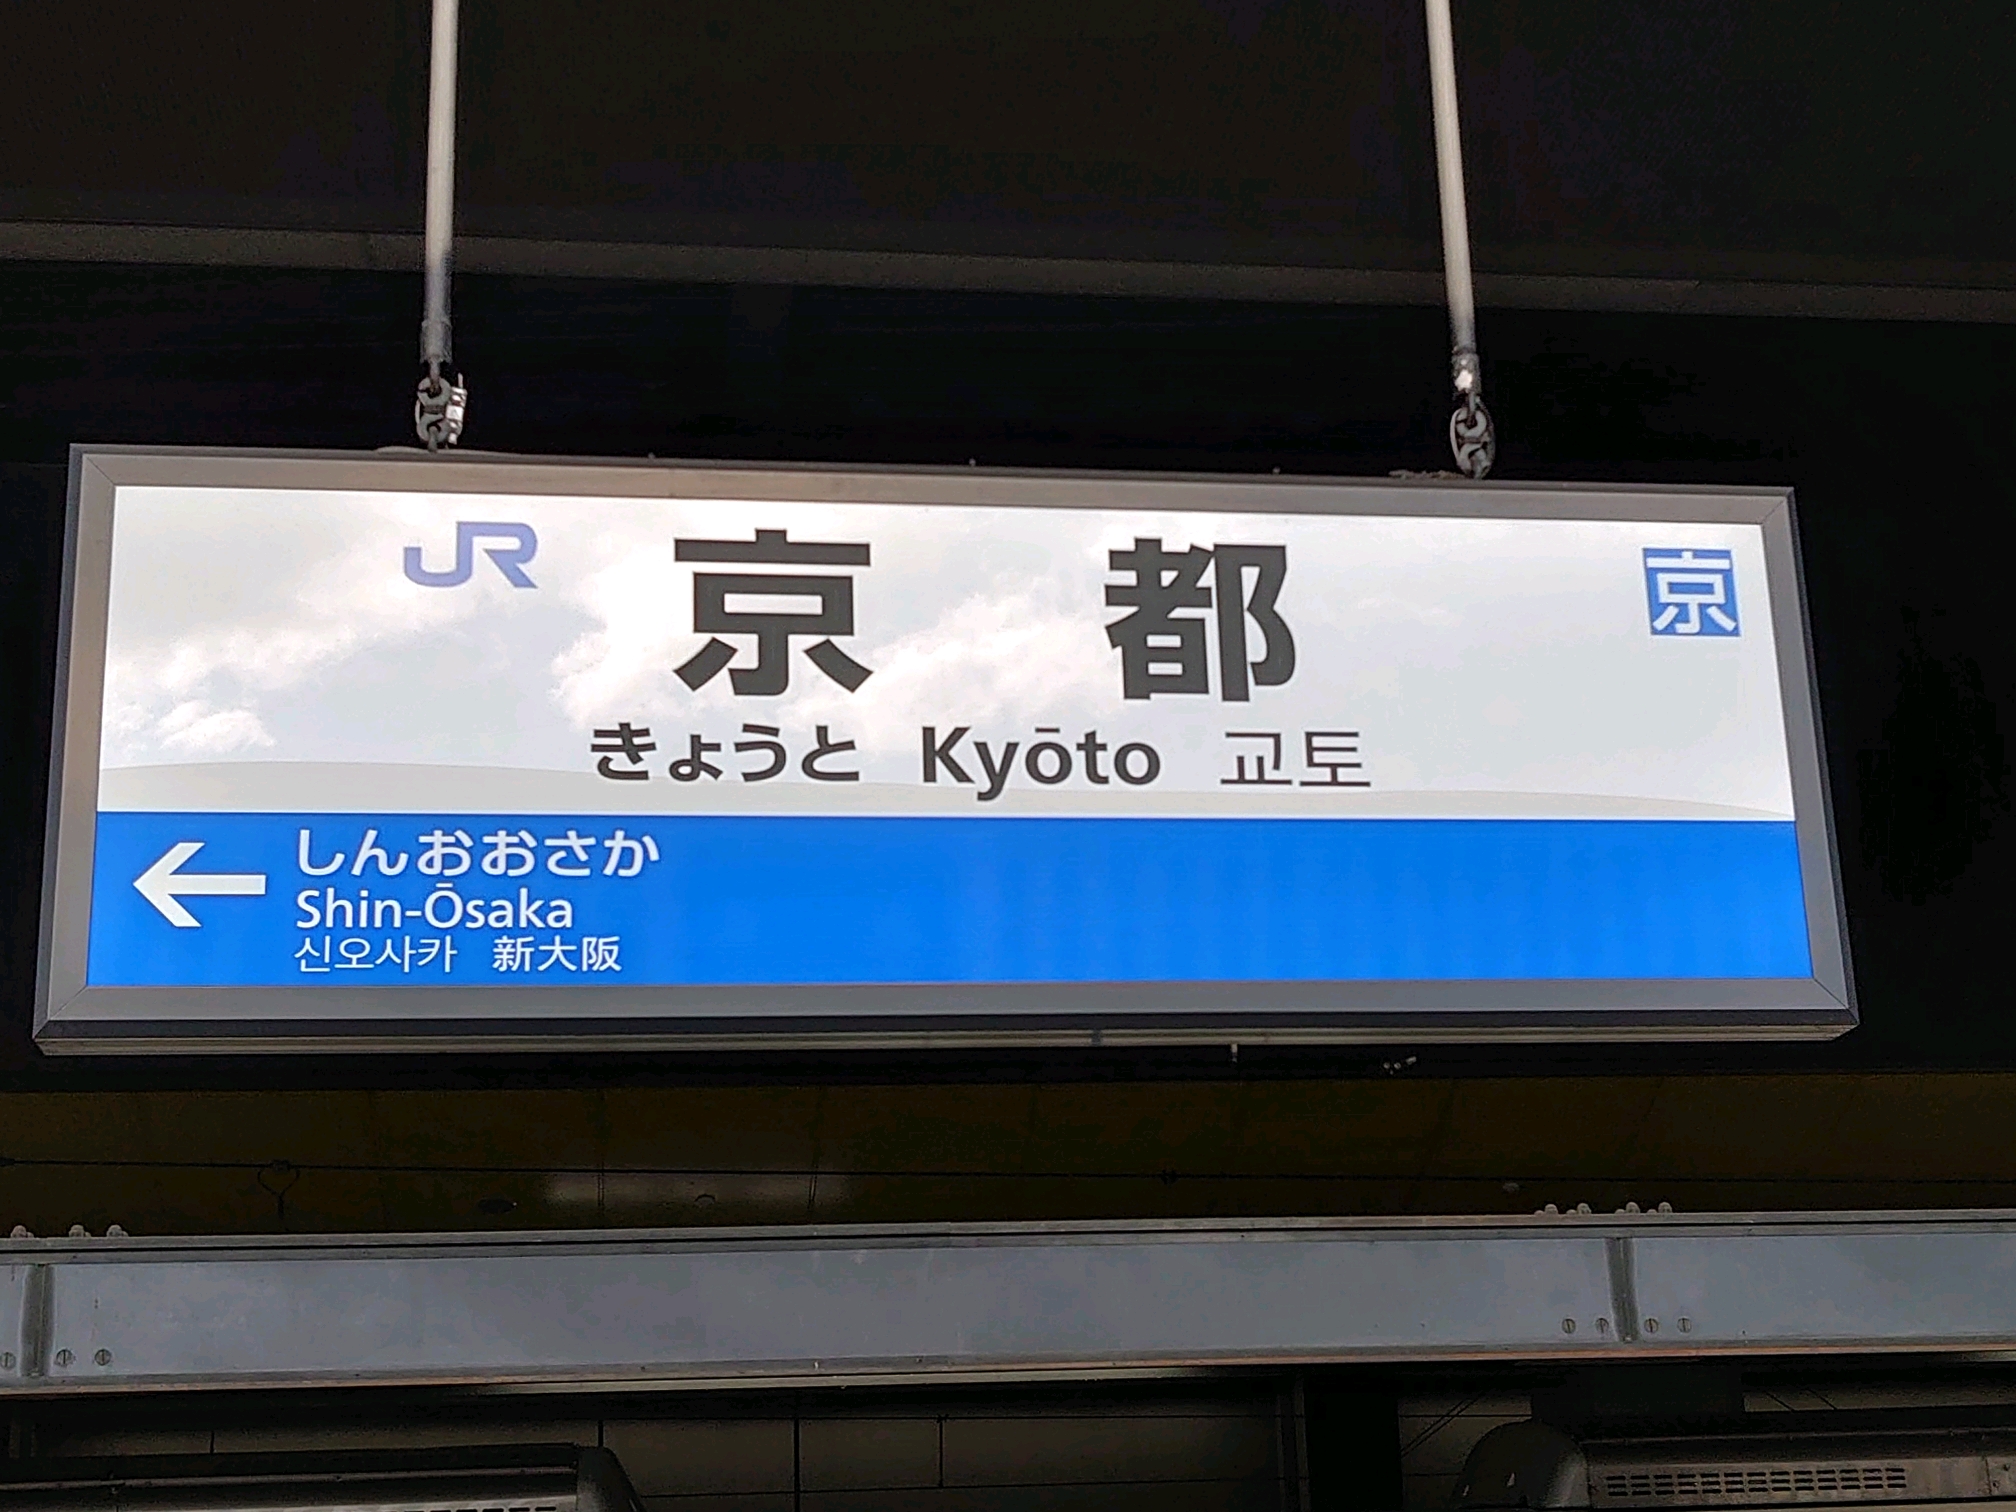 JR 京都 京
きょうと Kyōto 교토
← しんおおさか
Shin-Ōsaka
신오사카 新大阪